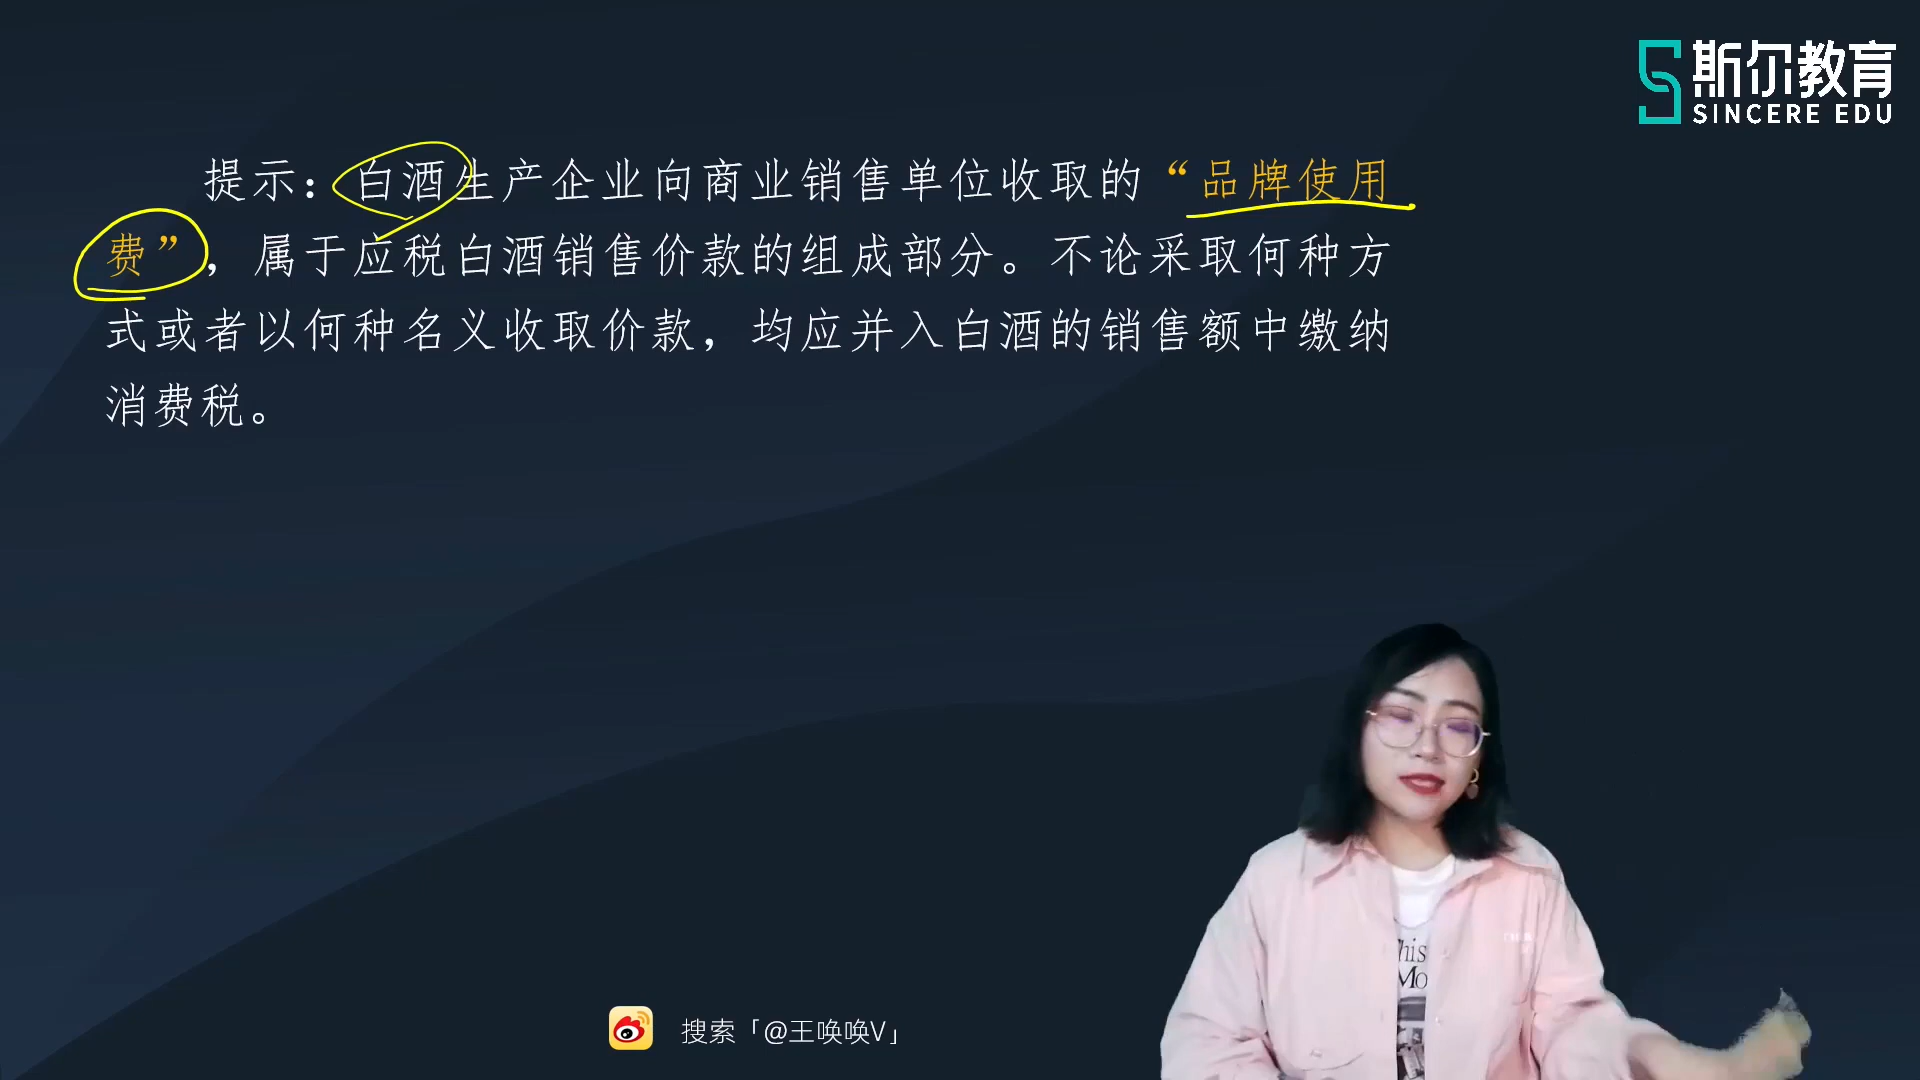 斯尔教育
SINCERE EDU
提示：白酒生产企业向商业销售单位收取的“品牌使用
费”，属于应税白酒销售价款的组成部分。不论采取何种方
式或者以何种名义收取价款，均应并入白酒的销售额中缴纳
消费税。
This
Mo
搜索「@王唤唤V」